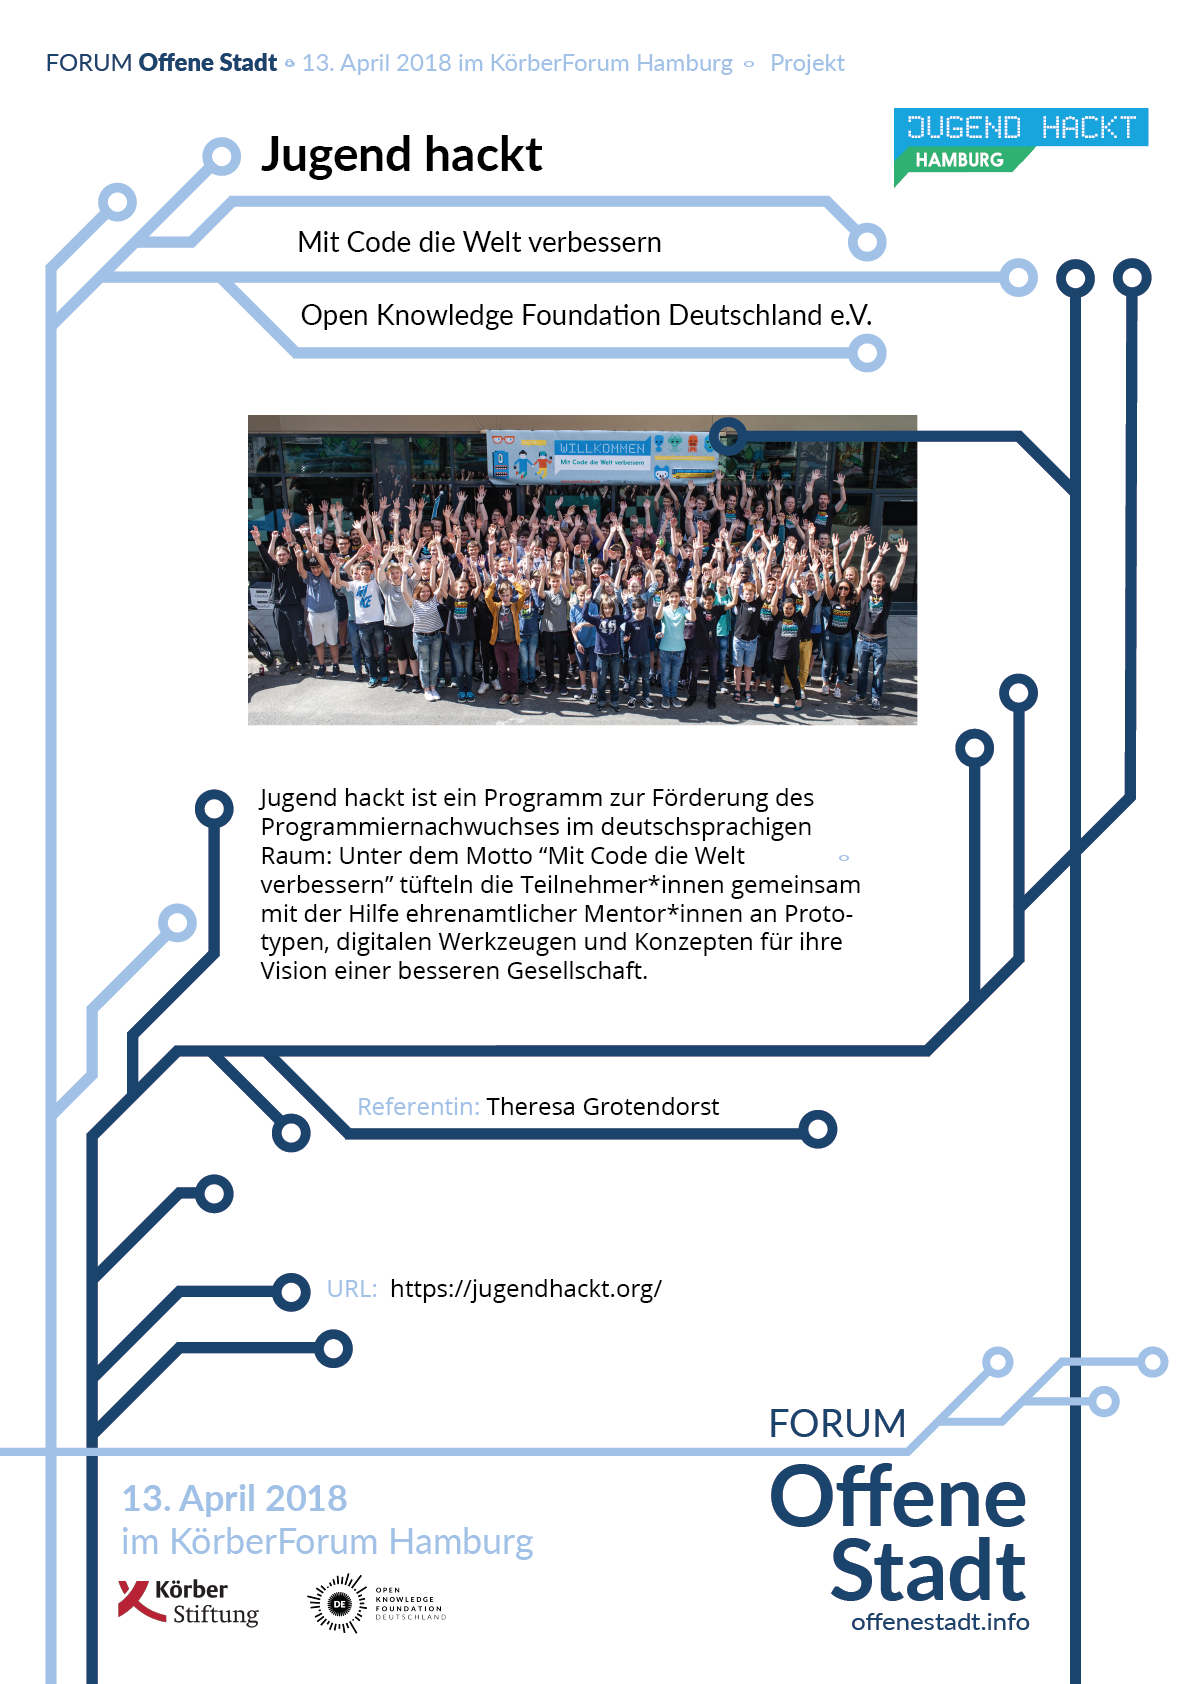 FORUM Offene Stadt 13. April 2018 im KörberForum Hamburg Projekt
JUGEND HACKT
HAMBURG
Jugend hackt
Mit Code die Welt verbessern
Open Knowledge Foundation Deutschland e.V.
WILLKOMMEN
Mit Code die Welt verbessern
Jugend hackt ist ein Programm zur Förderung des
Programmiernachwuchses im deutschsprachigen
Raum: Unter dem Motto “Mit Code die Welt
verbessern” tüfteln die Teilnehmer*innen gemeinsam
mit der Hilfe ehrenamtlicher Mentor*innen an Proto-
typen, digitalen Werkzeugen und Konzepten für ihre
Vision einer besseren Gesellschaft.
Referentin: Theresa Grotendorst
URL: https://jugendhackt.org/
FORUM
Offene
Stadt
offenestadt.info
13. April 2018
im KörberForum Hamburg
Körber
Stiftung
DE
OPEN
KNOWLEDGE
FOUNDATION
DEUTSCHLAND